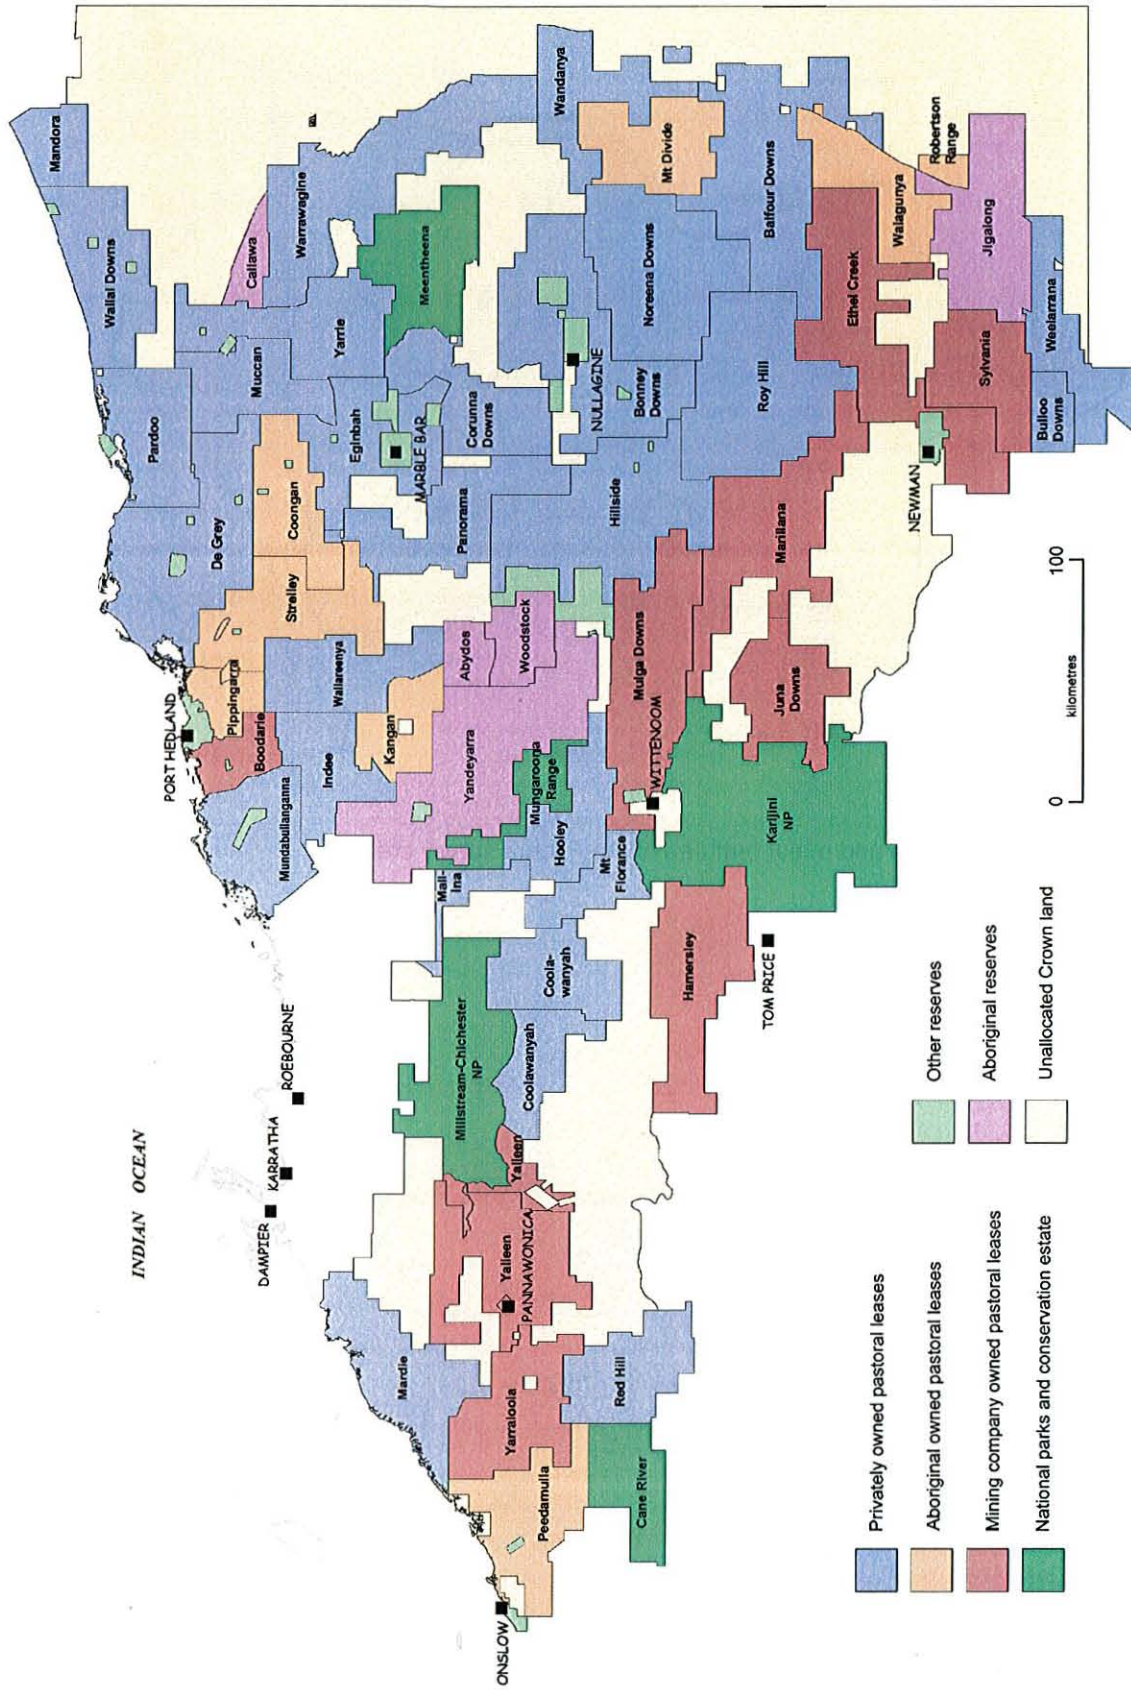 INDIAN OCEAN
Mandora
Wallal Downs
Pardoo
De Grey
PORT HEDLAND
Pippingarra
Boodarie
Mundabullanganna
Indee
Wallareenya
Strelley
Coongan
Muccan
Callawa
Warrawagine
Yarrie
Eginbah
MARBLE BAR
Meentheena
Corunna
Downs
Panorama
Kangan
Abydos
Woodstock
Yandeyarra
Mungaroona
Range
Hooley
Mall-
ina
Mt
Florance
Hillside
NULLAGINE
Bonney
Downs
Noreena Downs
Wandanya
Mt Divide
Balfour Downs
Roy Hill
Ethel Creek
Walagunya
Robertson
Range
Jigalong
Sylvania
Weelarrana
Bulloo
Downs
NEWMAN
Marillana
Mulga Downs
WITTENOOM
Juna
Downs
Karijini
NP
Hamersley
TOM PRICE
DAMPIER
KARRATHA
ROEBOURNE
Millstream-Chichester
NP
Coola-
wanyah
Coolawanyah
Yalleen
Yalleen
PANNAWONICA
Mardie
Yarraloola
Red Hill
Peedamulla
Cane River
ONSLOW
0 100
kilometres
Privately owned pastoral leases
Aboriginal owned pastoral leases
Mining company owned pastoral leases
National parks and conservation estate
Other reserves
Aboriginal reserves
Unallocated Crown land